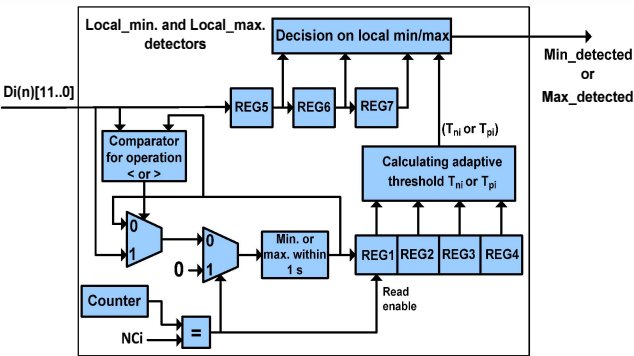 Local_min. and Local_max.
detectors
Decision on local min/max
Min_detected
or
Max_detected
Di(n)[11..0]
REG5
REG6
REG7
(Tni or Tpi)
Comparator
for operation
< or >
Calculating adaptive
threshold Tni or Tpi
0
1
0
0
1
Min. or
max. within
1 s
REG1
REG2
REG3
REG4
Read
enable
Counter
NCi
=